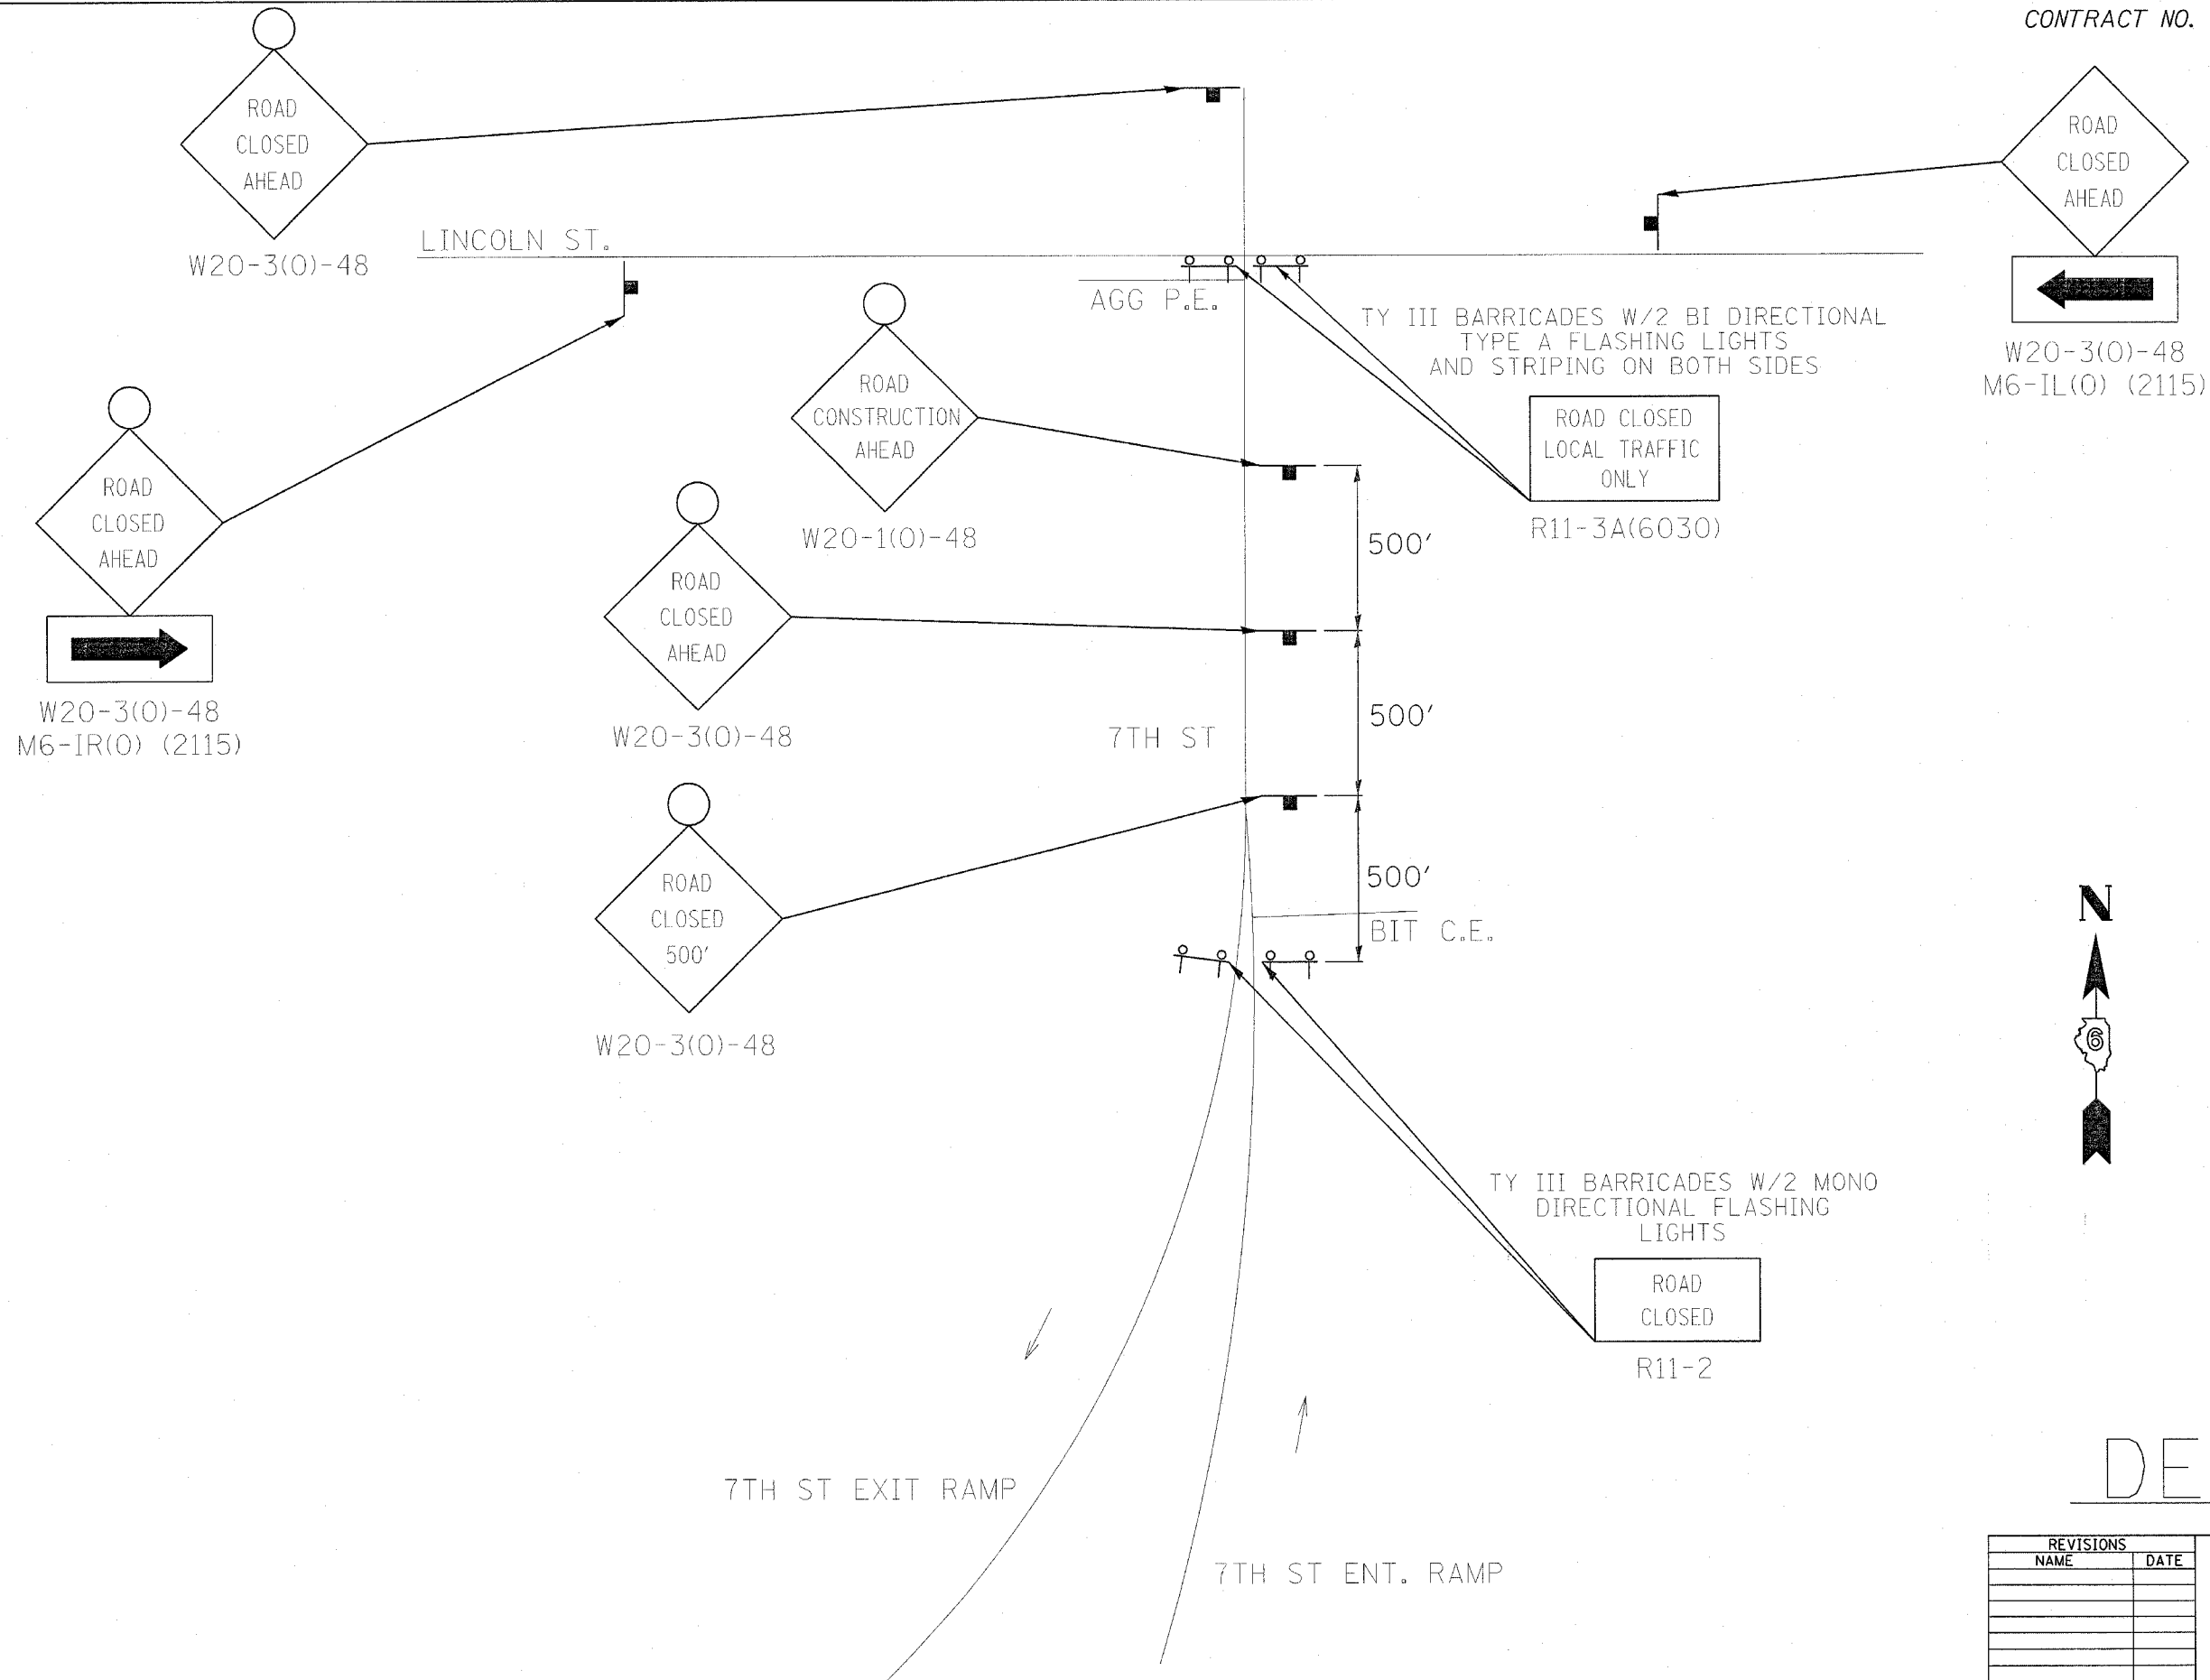 CONTRACT NO.
ROAD
CLOSED
AHEAD
W20-3(O)-48
ROAD
CLOSED
AHEAD
W20-3(O)-48
M6-IL(O) (2115)
LINCOLN ST.
AGG P.E.
TY III BARRICADES W/2 BI DIRECTIONAL
TYPE A FLASHING LIGHTS
AND STRIPING ON BOTH SIDES
ROAD CLOSED
LOCAL TRAFFIC
ONLY
R11-3A(6030)
ROAD
CONSTRUCTION
AHEAD
W20-1(O)-48
ROAD
CLOSED
AHEAD
W20-3(O)-48
M6-IR(O) (2115)
500'
ROAD
CLOSED
AHEAD
W20-3(O)-48
7TH ST
500'
ROAD
CLOSED
500'
W20-3(O)-48
500'
BIT C.E.
N
6
TY III BARRICADES W/2 MONO
DIRECTIONAL FLASHING
LIGHTS
ROAD
CLOSED
R11-2
7TH ST EXIT RAMP
7TH ST ENT. RAMP
DE
REVISIONS
NAME DATE